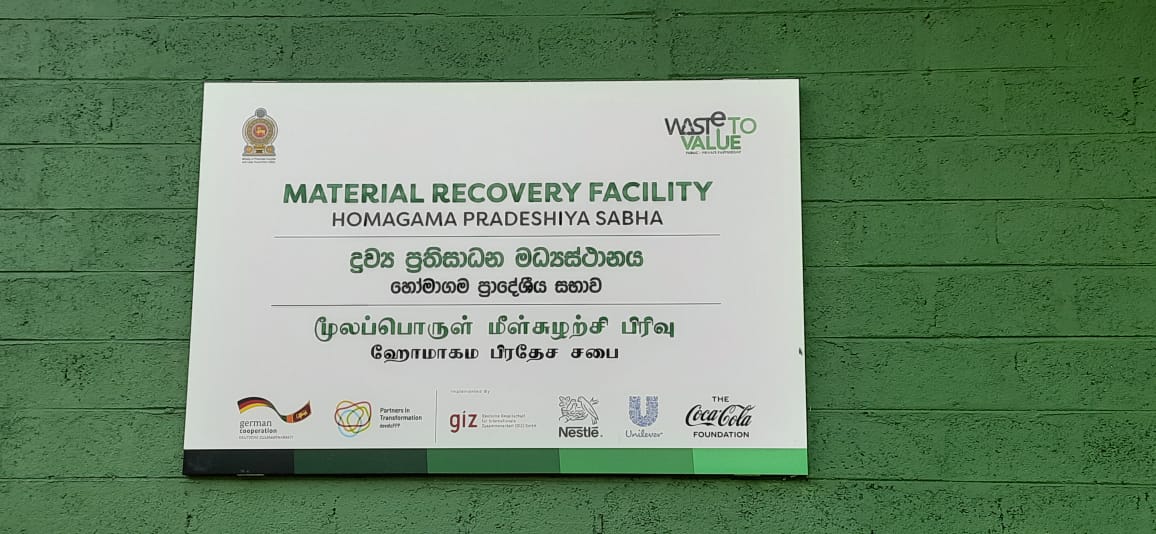 WASTe TO
VALUE
PUBLIC - PRIVATE PARTNERSHIP
MATERIAL RECOVERY FACILITY
HOMAGAMA PRADESHIYA SABHA
ද්‍රව්‍ය ප්‍රතිසාධන මධ්‍යස්ථානය
හෝමාගම ප්‍රාදේශීය සභාව
மூலப்பொருள் மீள்சுழற்சி பிரிவு
ஹோமாகம பிரதேச சபை
german
cooperation
DEUTSCHE ZUSAMMENARBEIT
Partners in
Transformation
develoPPP
Implemented By
giz
Deutsche Gesellschaft
für Internationale
Zusammenarbeit (GIZ) GmbH
Nestlé.
Unilever
THE
Coca-Cola
FOUNDATION